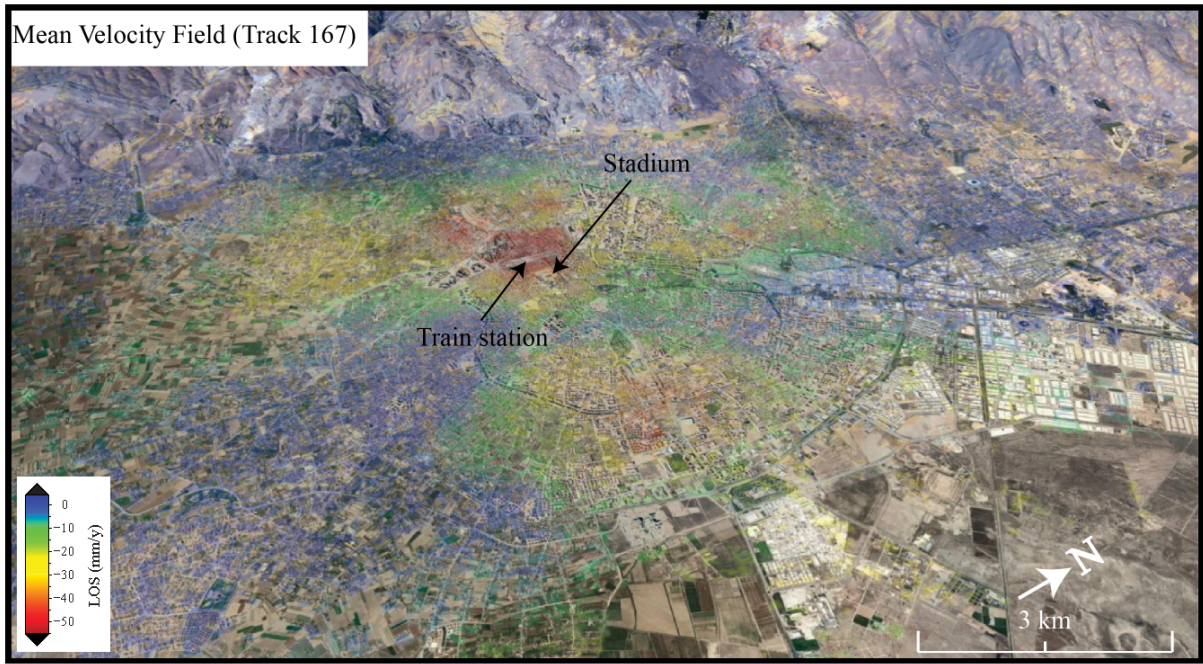 Mean Velocity Field (Track 167)
Stadium
Train station
0
−10
−20
−30
−40
−50
LOS (mm/y)
N
3 km